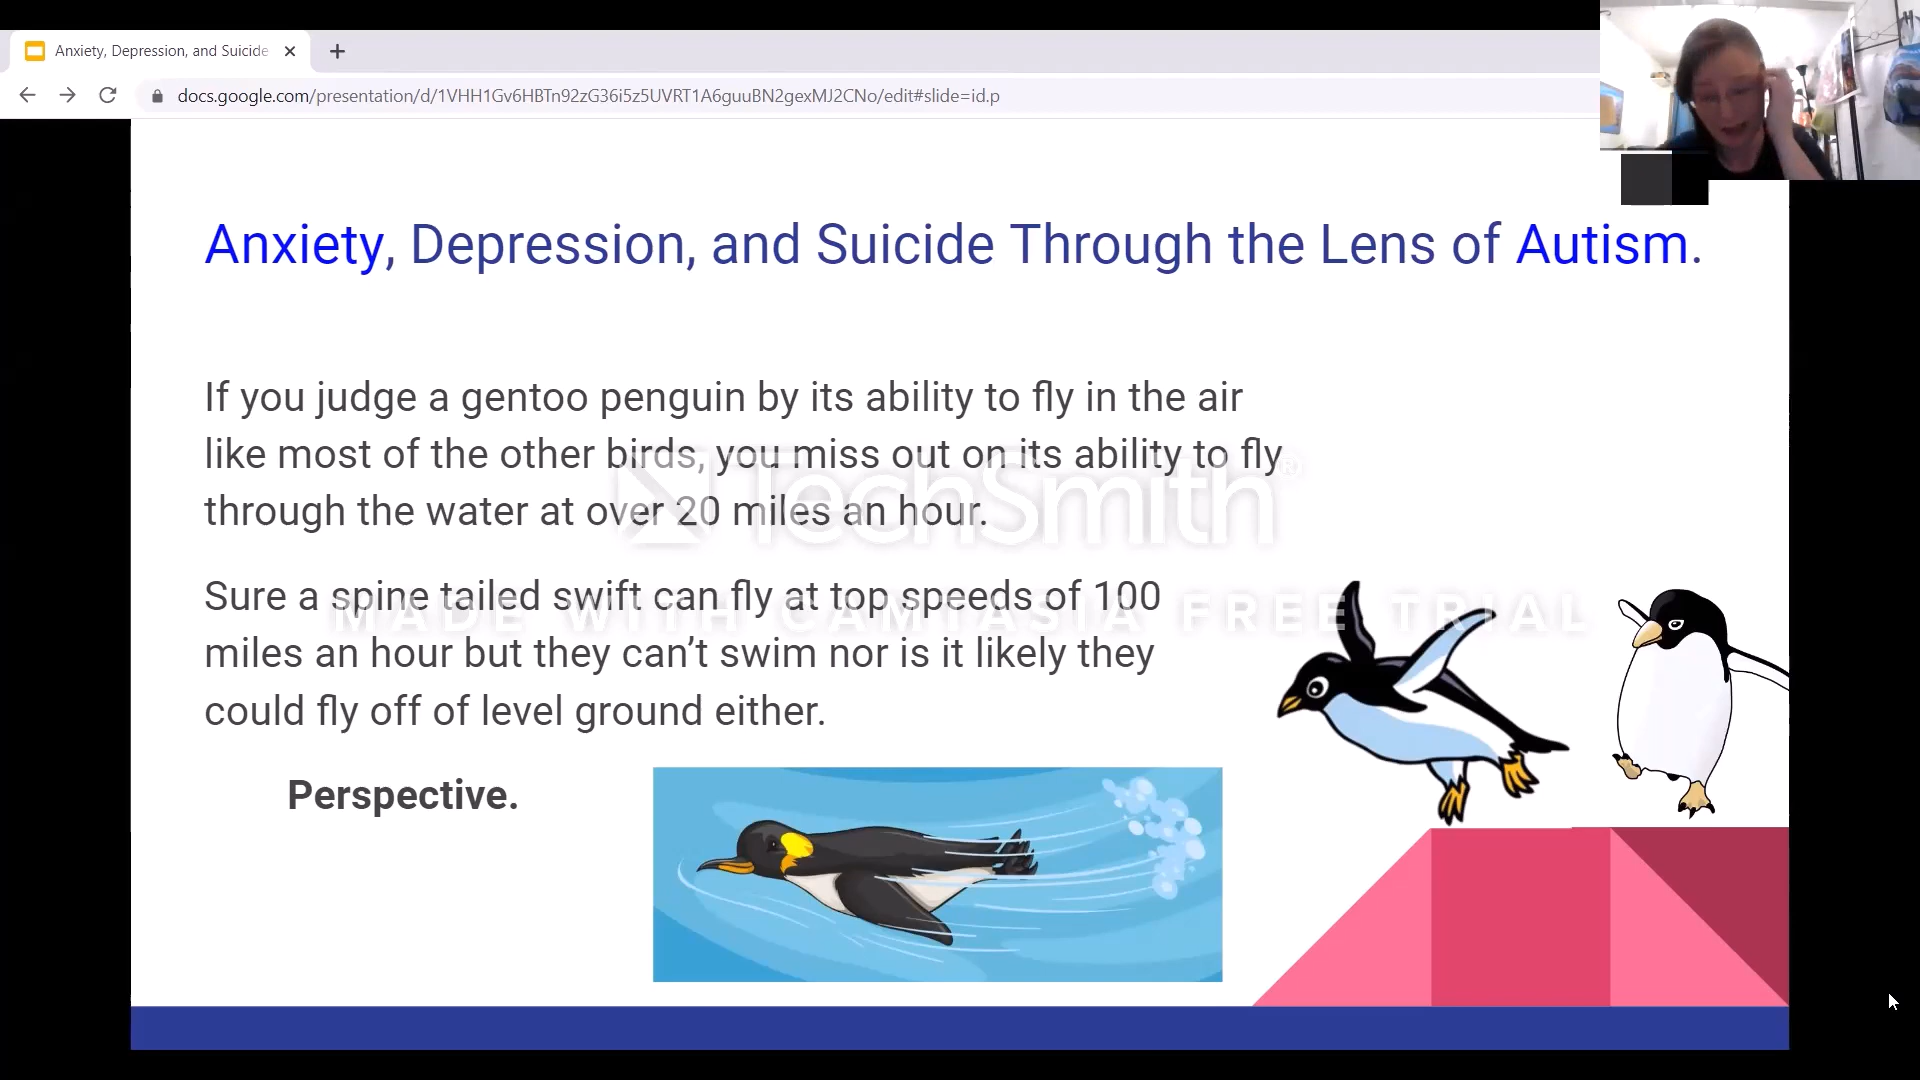 Anxiety, Depression, and Suicide
docs.google.com/presentation/d/1VHH1Gv6HBTn92zG36i5z5UVRT1A6guuBN2gexMJ2CNo/edit#slide=id.p
Anxiety, Depression, and Suicide Through the Lens of Autism.
If you judge a gentoo penguin by its ability to fly in the air
like most of the other birds, you miss out on its ability to fly
through the water at over 20 miles an hour.
TechSmith
Sure a spine tailed swift can fly at top speeds of 100
MADE WITH CAMTASIA FREE TRIAL
miles an hour but they can’t swim nor is it likely they
could fly off of level ground either.
Perspective.